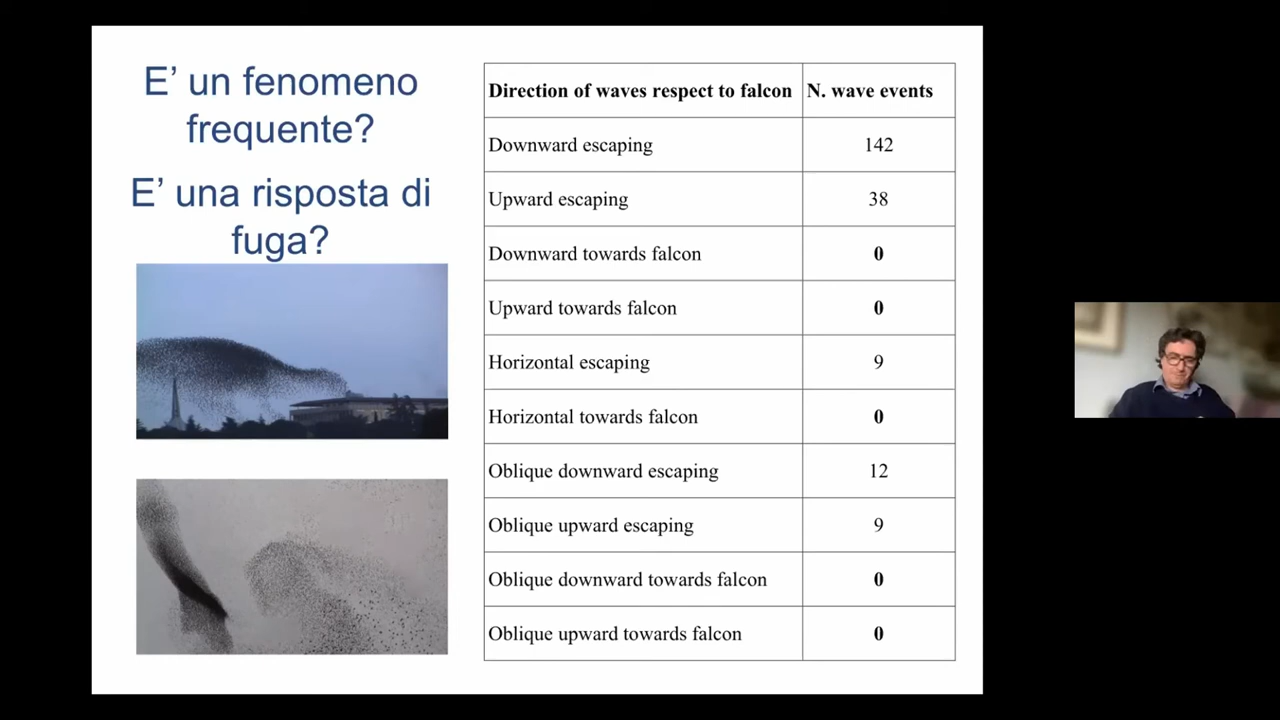 E’ un fenomeno
frequente?
E’ una risposta di
fuga?
Direction of waves respect to falcon N. wave events
Downward escaping 142
Upward escaping 38
Downward towards falcon 0
Upward towards falcon 0
Horizontal escaping 9
Horizontal towards falcon 0
Oblique downward escaping 12
Oblique upward escaping 9
Oblique downward towards falcon 0
Oblique upward towards falcon 0